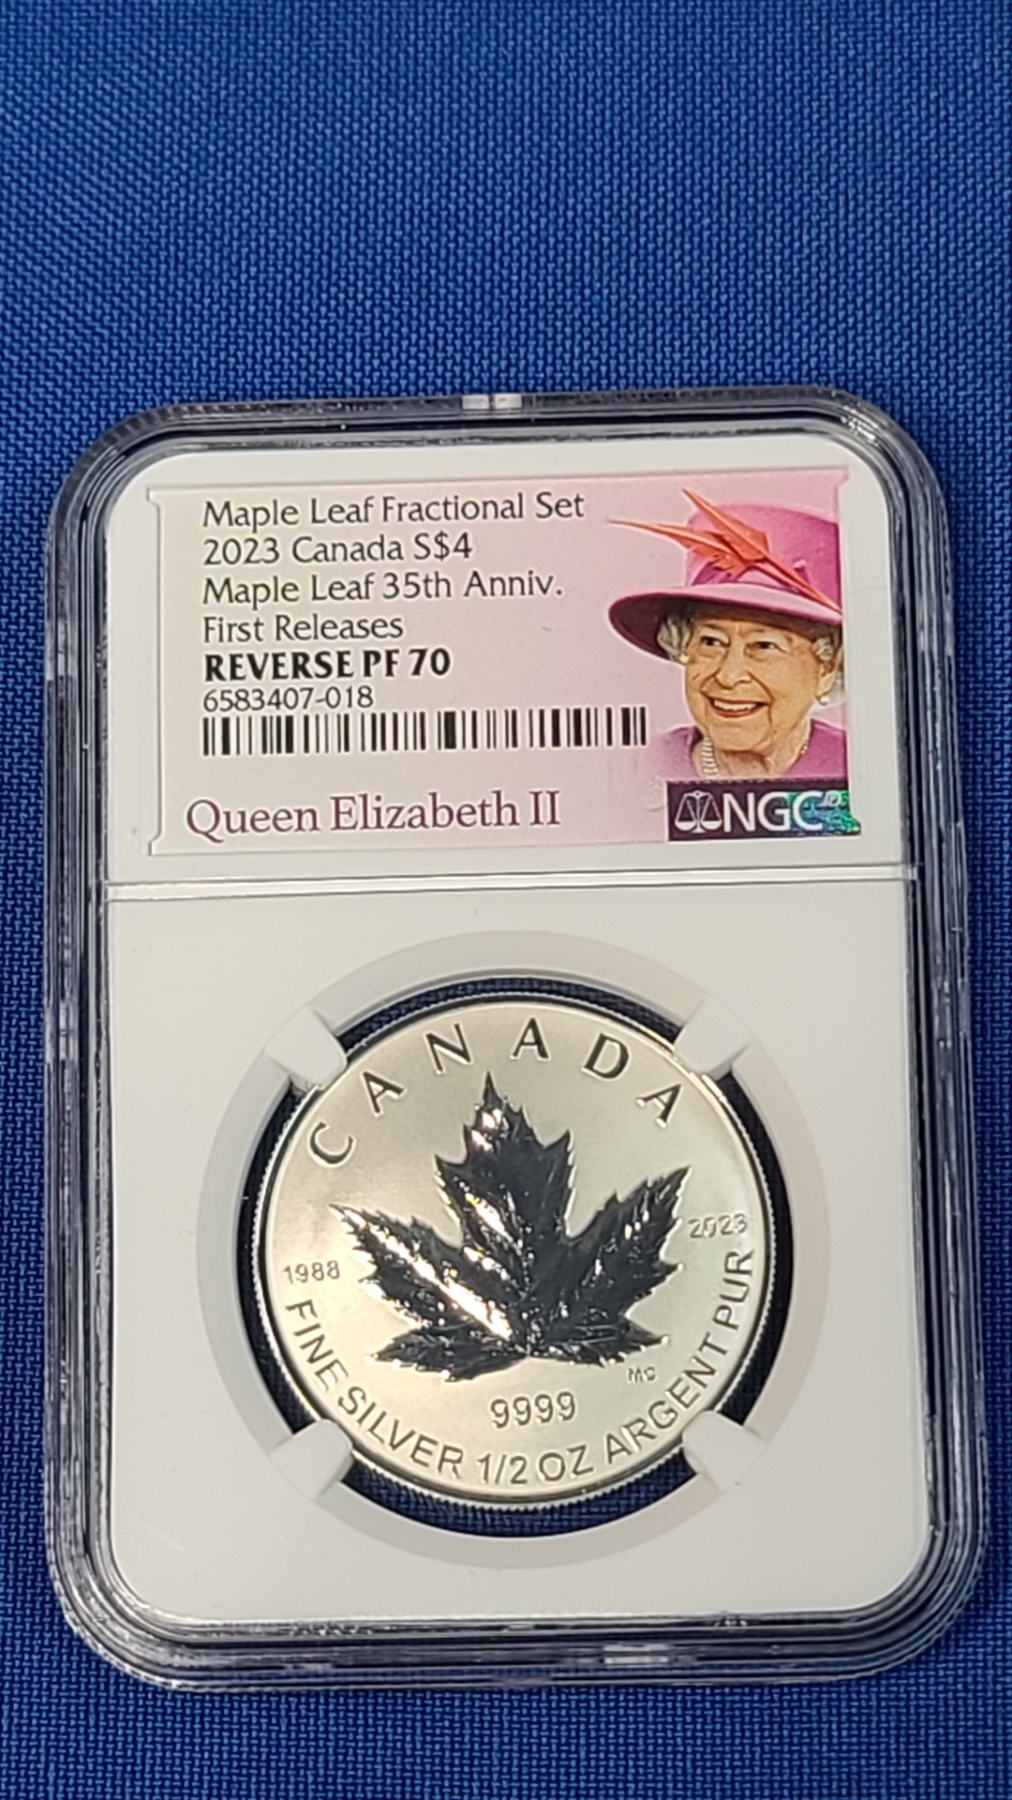 Maple Leaf Fractional Set
2023 Canada S$4
Maple Leaf 35th Anniv.
First Releases
REVERSE PF 70
6583407-018
Queen Elizabeth II
NGC
CANADA
1988
2023
MC
9999
FINE SILVER 1/2 OZ ARGENT PUR